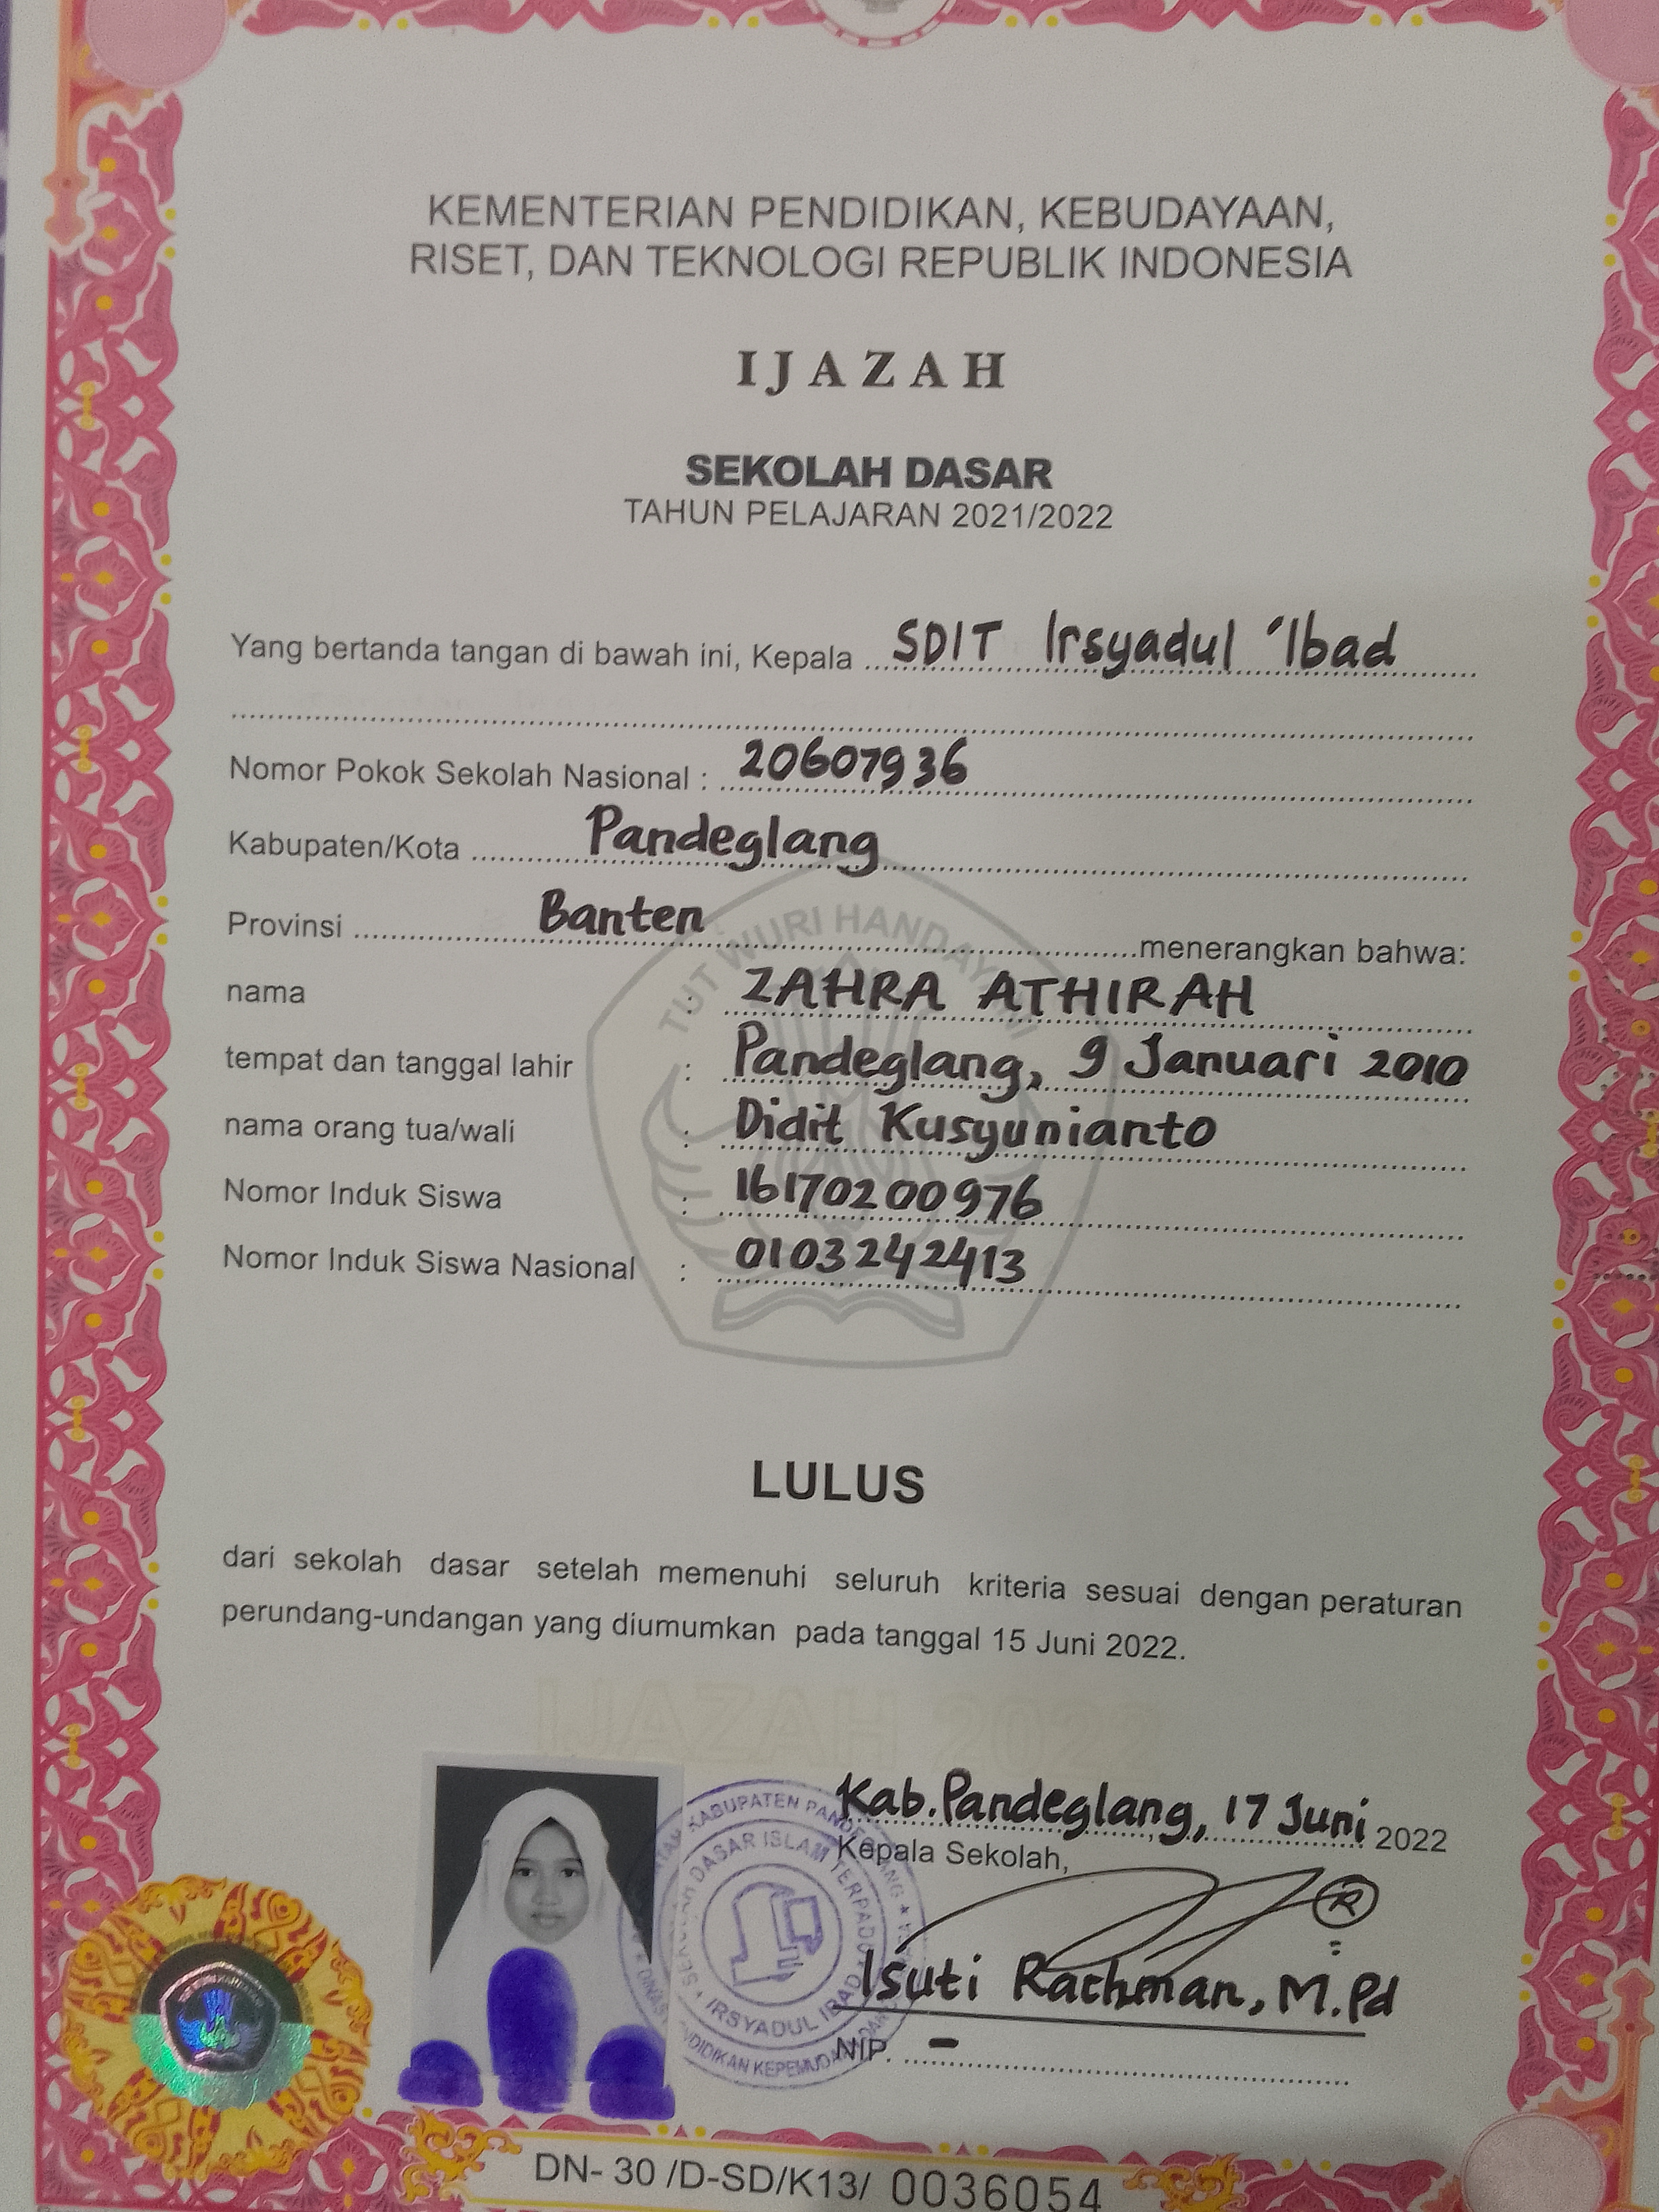 KEMENTERIAN PENDIDIKAN, KEBUDAYAAN,
RISET, DAN TEKNOLOGI REPUBLIK INDONESIA
IJAZAH
SEKOLAH DASAR
TAHUN PELAJARAN 2021/2022
Yang bertanda tangan di bawah ini, Kepala SDIT Irsyadul 'Ibad
Nomor Pokok Sekolah Nasional : 20607936
Kabupaten/Kota Pandeglang
Provinsi Banten menerangkan bahwa:
TUT WURI HANDAYANI
nama : ZAHRA ATHIRAH
tempat dan tanggal lahir : Pandeglang, 9 Januari 2010
nama orang tua/wali : Didit Kusyunianto
Nomor Induk Siswa : 16170200976
Nomor Induk Siswa Nasional : 0103242413
LULUS
dari sekolah dasar setelah memenuhi seluruh kriteria sesuai dengan peraturan
perundang-undangan yang diumumkan pada tanggal 15 Juni 2022.
IJAZAH 2022
Kab.Pandeglang, 17 Juni 2022
Kepala Sekolah,
Isuti Rachman, M.Pd
NIP. -
KABUPATEN
SEKOLAH DASAR ISLAM TERPADU
IRSYADUL IBAD
DN- 30 /D-SD/K13/ 0036054